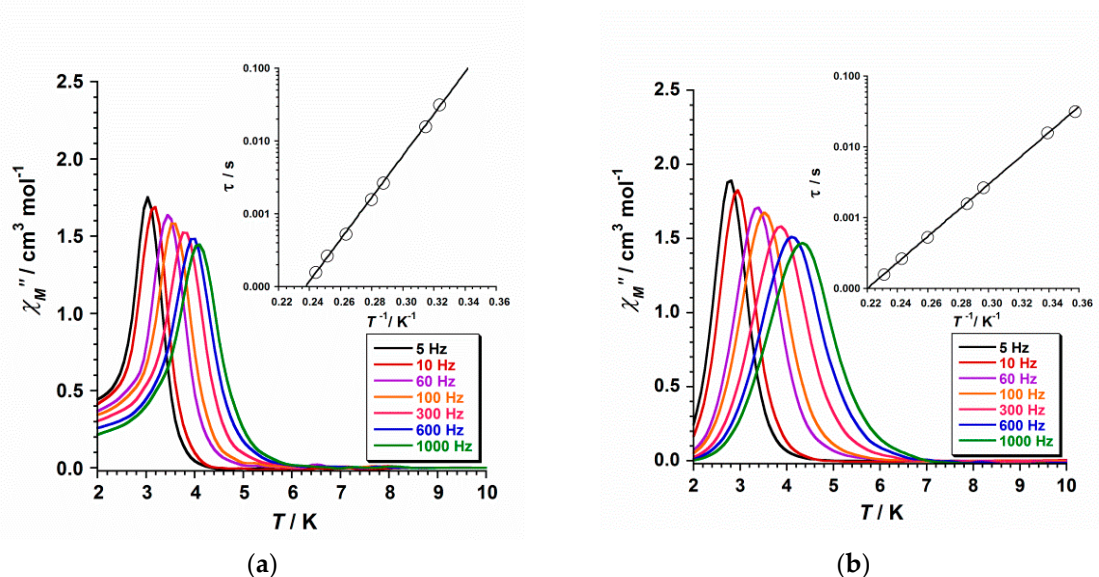 0.100
0.010
0.001
0.000
τ / s
0.22 0.24 0.26 0.28 0.30 0.32 0.34 0.36
T⁻¹/ K⁻¹
2.5
2.0
1.5
1.0
0.5
0.0
χM'' / cm³ mol⁻¹
5 Hz
10 Hz
60 Hz
100 Hz
300 Hz
600 Hz
1000 Hz
2 3 4 5 6 7 8 9 10
T / K
(a)
0.100
0.010
0.001
0.000
τ / s
0.22 0.24 0.26 0.28 0.30 0.32 0.34 0.36
T⁻¹/ K⁻¹
2.5
2.0
1.5
1.0
0.5
0.0
χM'' / cm³ mol⁻¹
5 Hz
10 Hz
60 Hz
100 Hz
300 Hz
600 Hz
1000 Hz
2 3 4 5 6 7 8 9 10
T / K
(b)